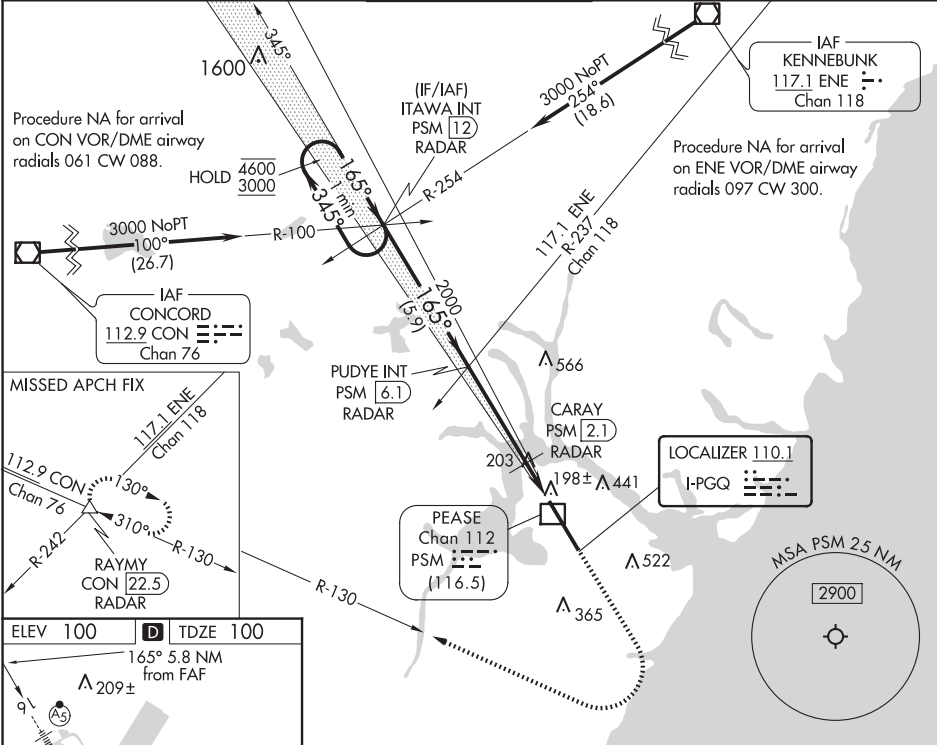 345°
1600
IAF
KENNEBUNK
117.1 ENE
Chan 118
3000 NoPT
254°
(18.6)
(IF/IAF)
ITAWA INT
PSM 12
RADAR
Procedure NA for arrival
on CON VOR/DME airway
radials 061 CW 088.
Procedure NA for arrival
on ENE VOR/DME airway
radials 097 CW 300.
HOLD 4600
3000
165°
1 min
345°
R-254
117.1 ENE
R-237
Chan 118
3000 NoPT
100°
(26.7)
R-100
IAF
CONCORD
112.9 CON
Chan 76
2000
165°
(5.9)
PUDYE INT
PSM 6.1
RADAR
566
CARAY
PSM 2.1
RADAR
203
198±
441
LOCALIZER 110.1
I-PGQ
PEASE
Chan 112
PSM
(116.5)
522
365
MISSED APCH FIX
117.1 ENE
Chan 118
112.9 CON
Chan 76
130°
310°
R-242
R-130
RAYMY
CON 22.5
RADAR
R-130
MSA PSM 25 NM
2900
ELEV 100 D TDZE 100
165° 5.8 NM
from FAF
209±
16
A5